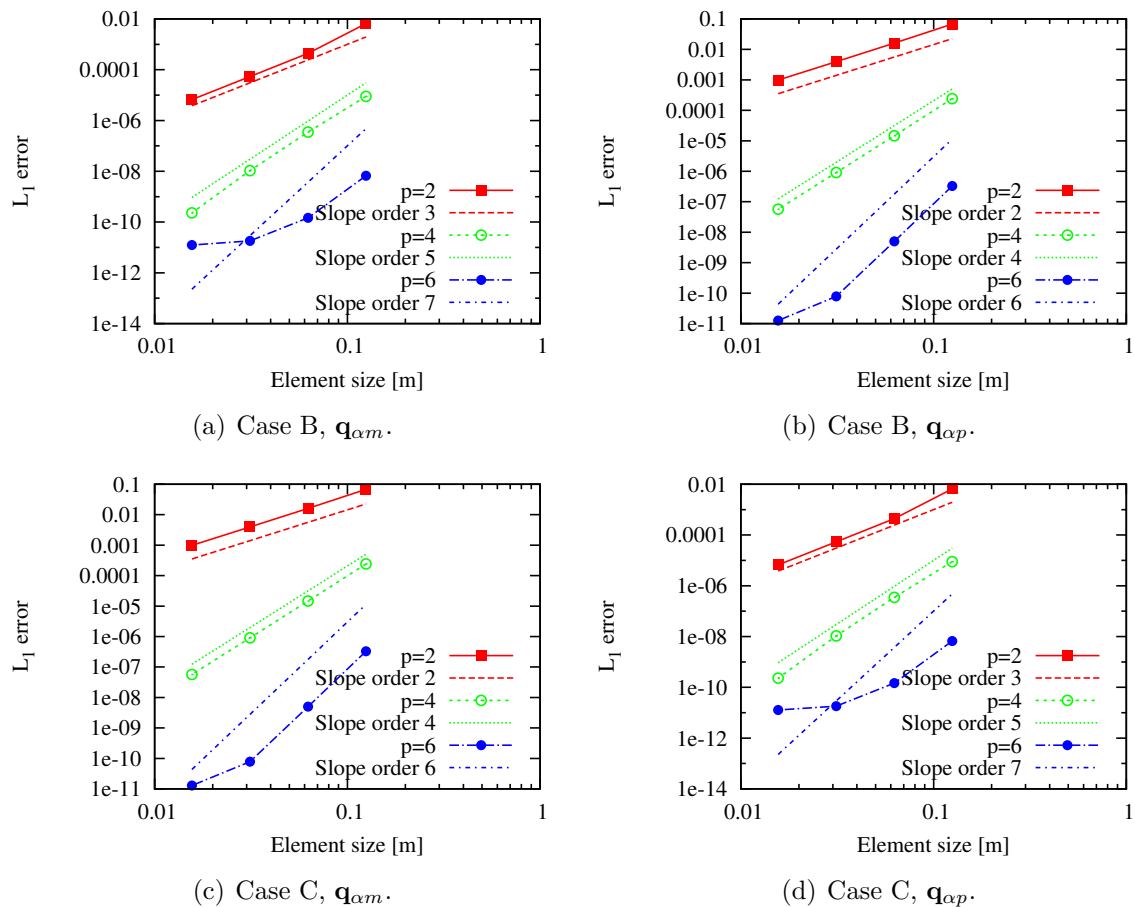 0.01
0.0001
1e-06
1e-08
1e-10
1e-12
1e-14
0.01
0.1
1
L1 error
Element size [m]
p=2
Slope order 3
p=4
Slope order 5
p=6
Slope order 7
(a) Case B, qαm.
0.1
0.01
0.001
0.0001
1e-05
1e-06
1e-07
1e-08
1e-09
1e-10
1e-11
0.01
0.1
1
L1 error
Element size [m]
p=2
Slope order 2
p=4
Slope order 4
p=6
Slope order 6
(b) Case B, qαp.
0.1
0.01
0.001
0.0001
1e-05
1e-06
1e-07
1e-08
1e-09
1e-10
1e-11
0.01
0.1
1
L1 error
Element size [m]
p=2
Slope order 2
p=4
Slope order 4
p=6
Slope order 6
(c) Case C, qαm.
0.01
0.0001
1e-06
1e-08
1e-10
1e-12
1e-14
0.01
0.1
1
L1 error
Element size [m]
p=2
Slope order 3
p=4
Slope order 5
p=6
Slope order 7
(d) Case C, qαp.